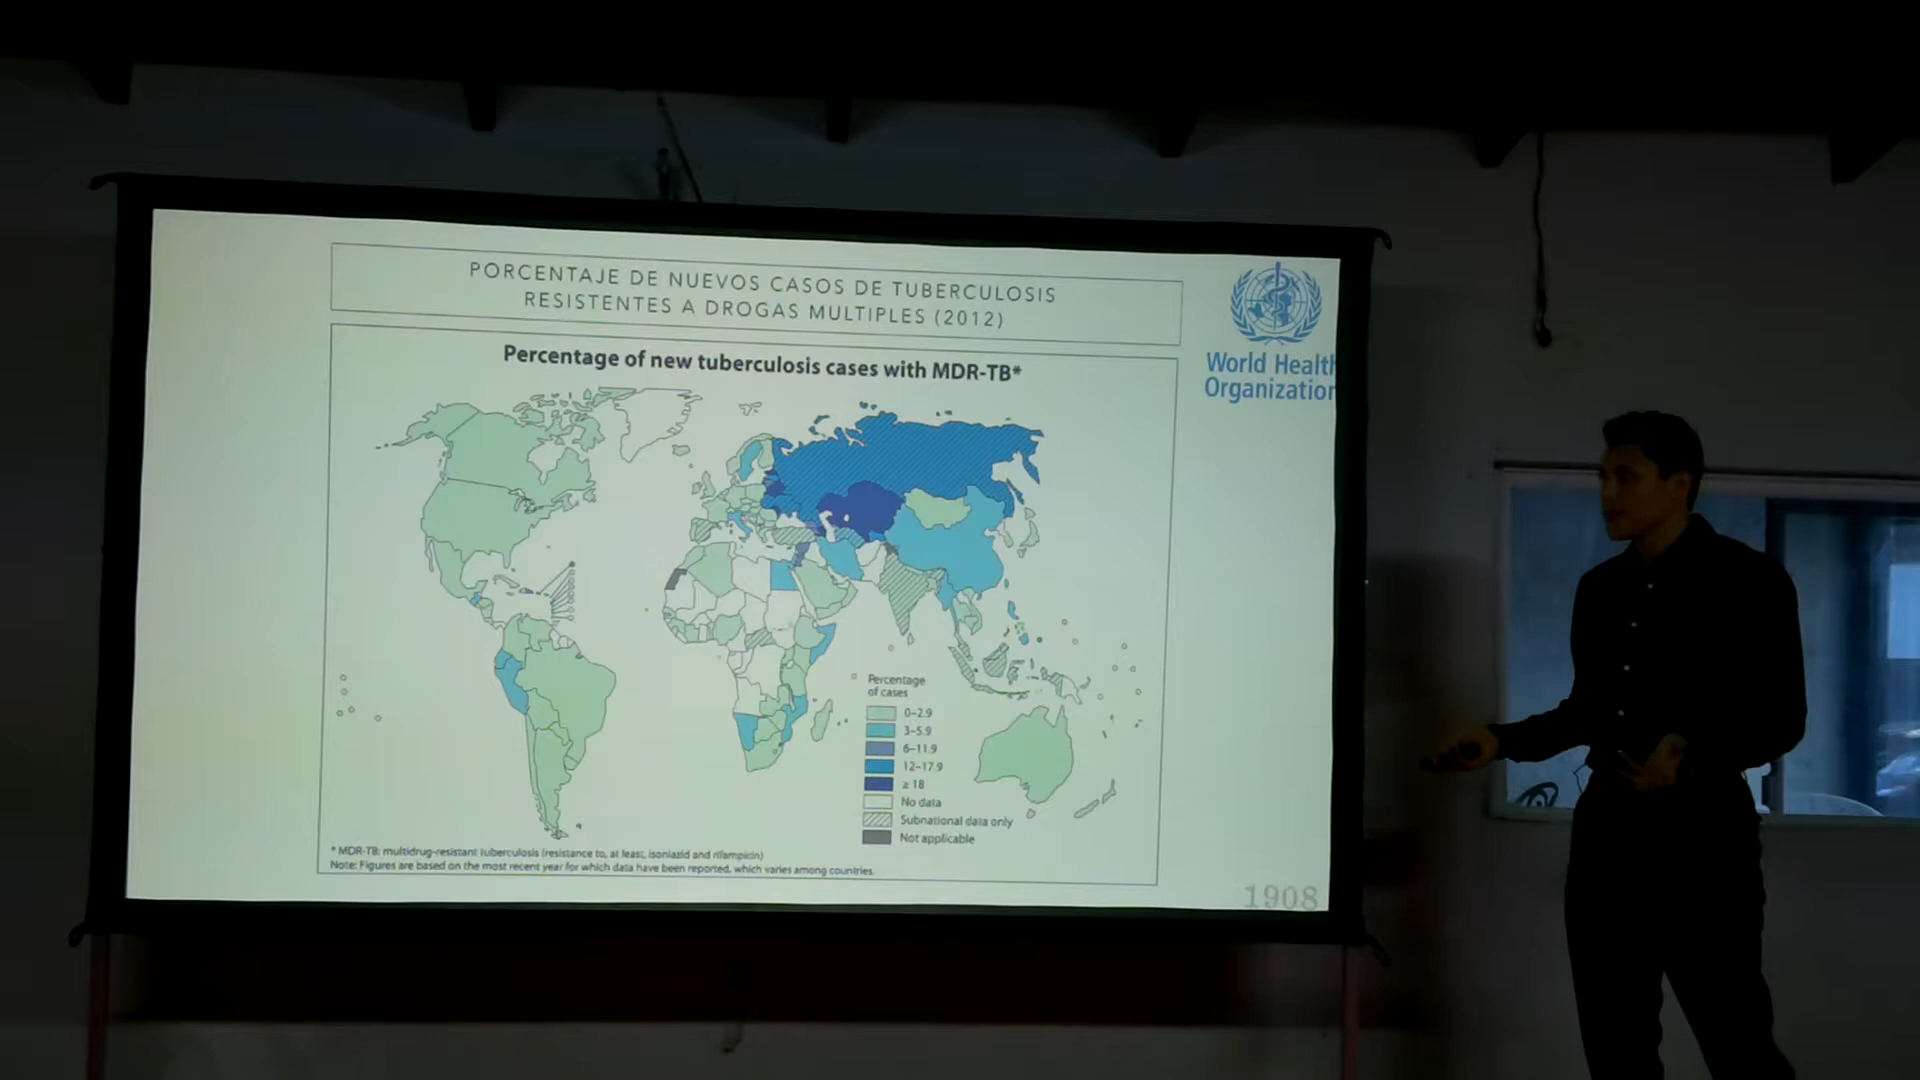 PORCENTAJE DE NUEVOS CASOS DE TUBERCULOSIS
RESISTENTES A DROGAS MULTIPLES (2012)
World Health
Organization
Percentage of new tuberculosis cases with MDR-TB*
Percentage
of cases
0–2.9
3–5.9
6–11.9
12–17.9
≥ 18
No data
Subnational data only
Not applicable
* MDR-TB: multidrug-resistant tuberculosis (resistance to, at least, isoniazid and rifampicin)
Note: Figures are based on the most recent year for which data have been reported, which varies among countries.
1908